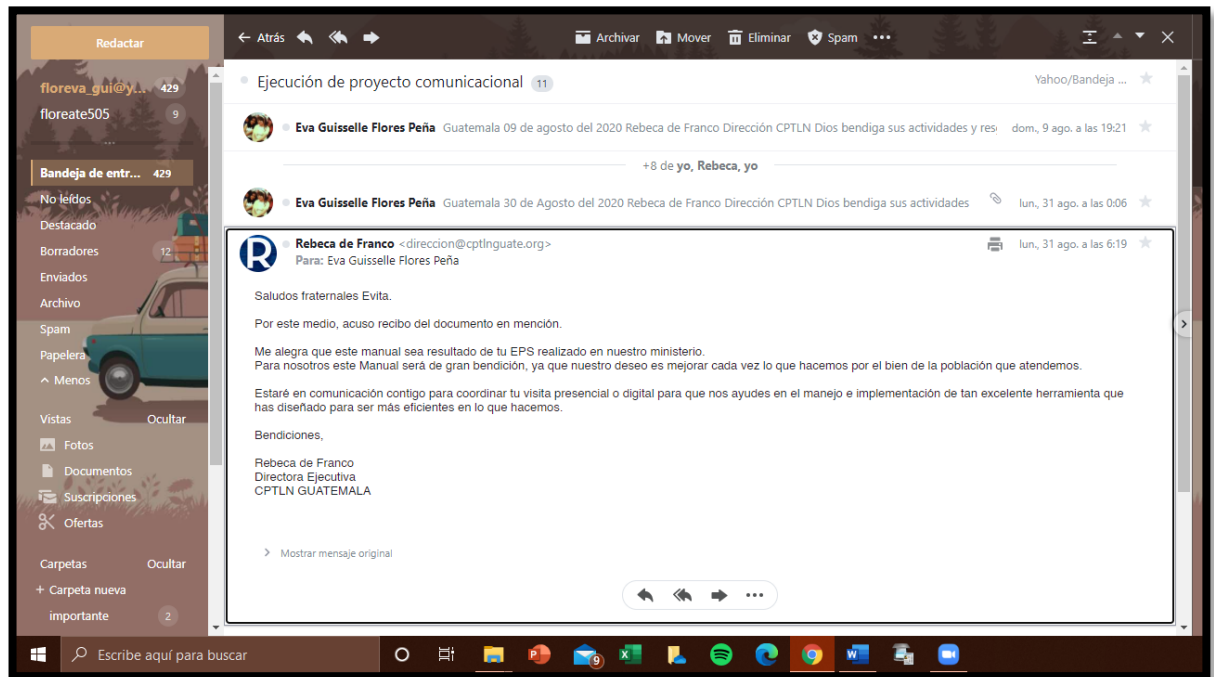 Redactar
floreva_gui@y... 429
floreate505 9
...
Bandeja de entr... 429
No leídos
Destacado
Borradores 12
Enviados
Archivo
Spam
Papelera
Menos
Vistas Ocultar
Fotos
Documentos
Suscripciones
Ofertas
Carpetas Ocultar
+ Carpeta nueva
importante 2
Atrás Archivar Mover Eliminar Spam
Ejecución de proyecto comunicacional 11 Yahoo/Bandeja ...
Eva Guisselle Flores Peña Guatemala 09 de agosto del 2020 Rebeca de Franco Dirección CPTLN Dios bendiga sus actividades y res dom., 9 ago. a las 19:21
+8 de yo, Rebeca, yo
Eva Guisselle Flores Peña Guatemala 30 de Agosto del 2020 Rebeca de Franco Dirección CPTLN Dios bendiga sus actividades lun., 31 ago. a las 0:06
R
Rebeca de Franco <direccion@cptlnguate.org> lun., 31 ago. a las 6:19
Para: Eva Guisselle Flores Peña
Saludos fraternales Evita.
Por este medio, acuso recibo del documento en mención.
Me alegra que este manual sea resultado de tu EPS realizado en nuestro ministerio.
Para nosotros este Manual será de gran bendición, ya que nuestro deseo es mejorar cada vez lo que hacemos por el bien de la población que atendemos.
Estaré en comunicación contigo para coordinar tu visita presencial o digital para que nos ayudes en el manejo e implementación de tan excelente herramienta que
has diseñado para ser más eficientes en lo que hacemos.
Bendiciones,
Rebeca de Franco
Directora Ejecutiva
CPTLN GUATEMALA
Mostrar mensaje original
Escribe aquí para buscar
9